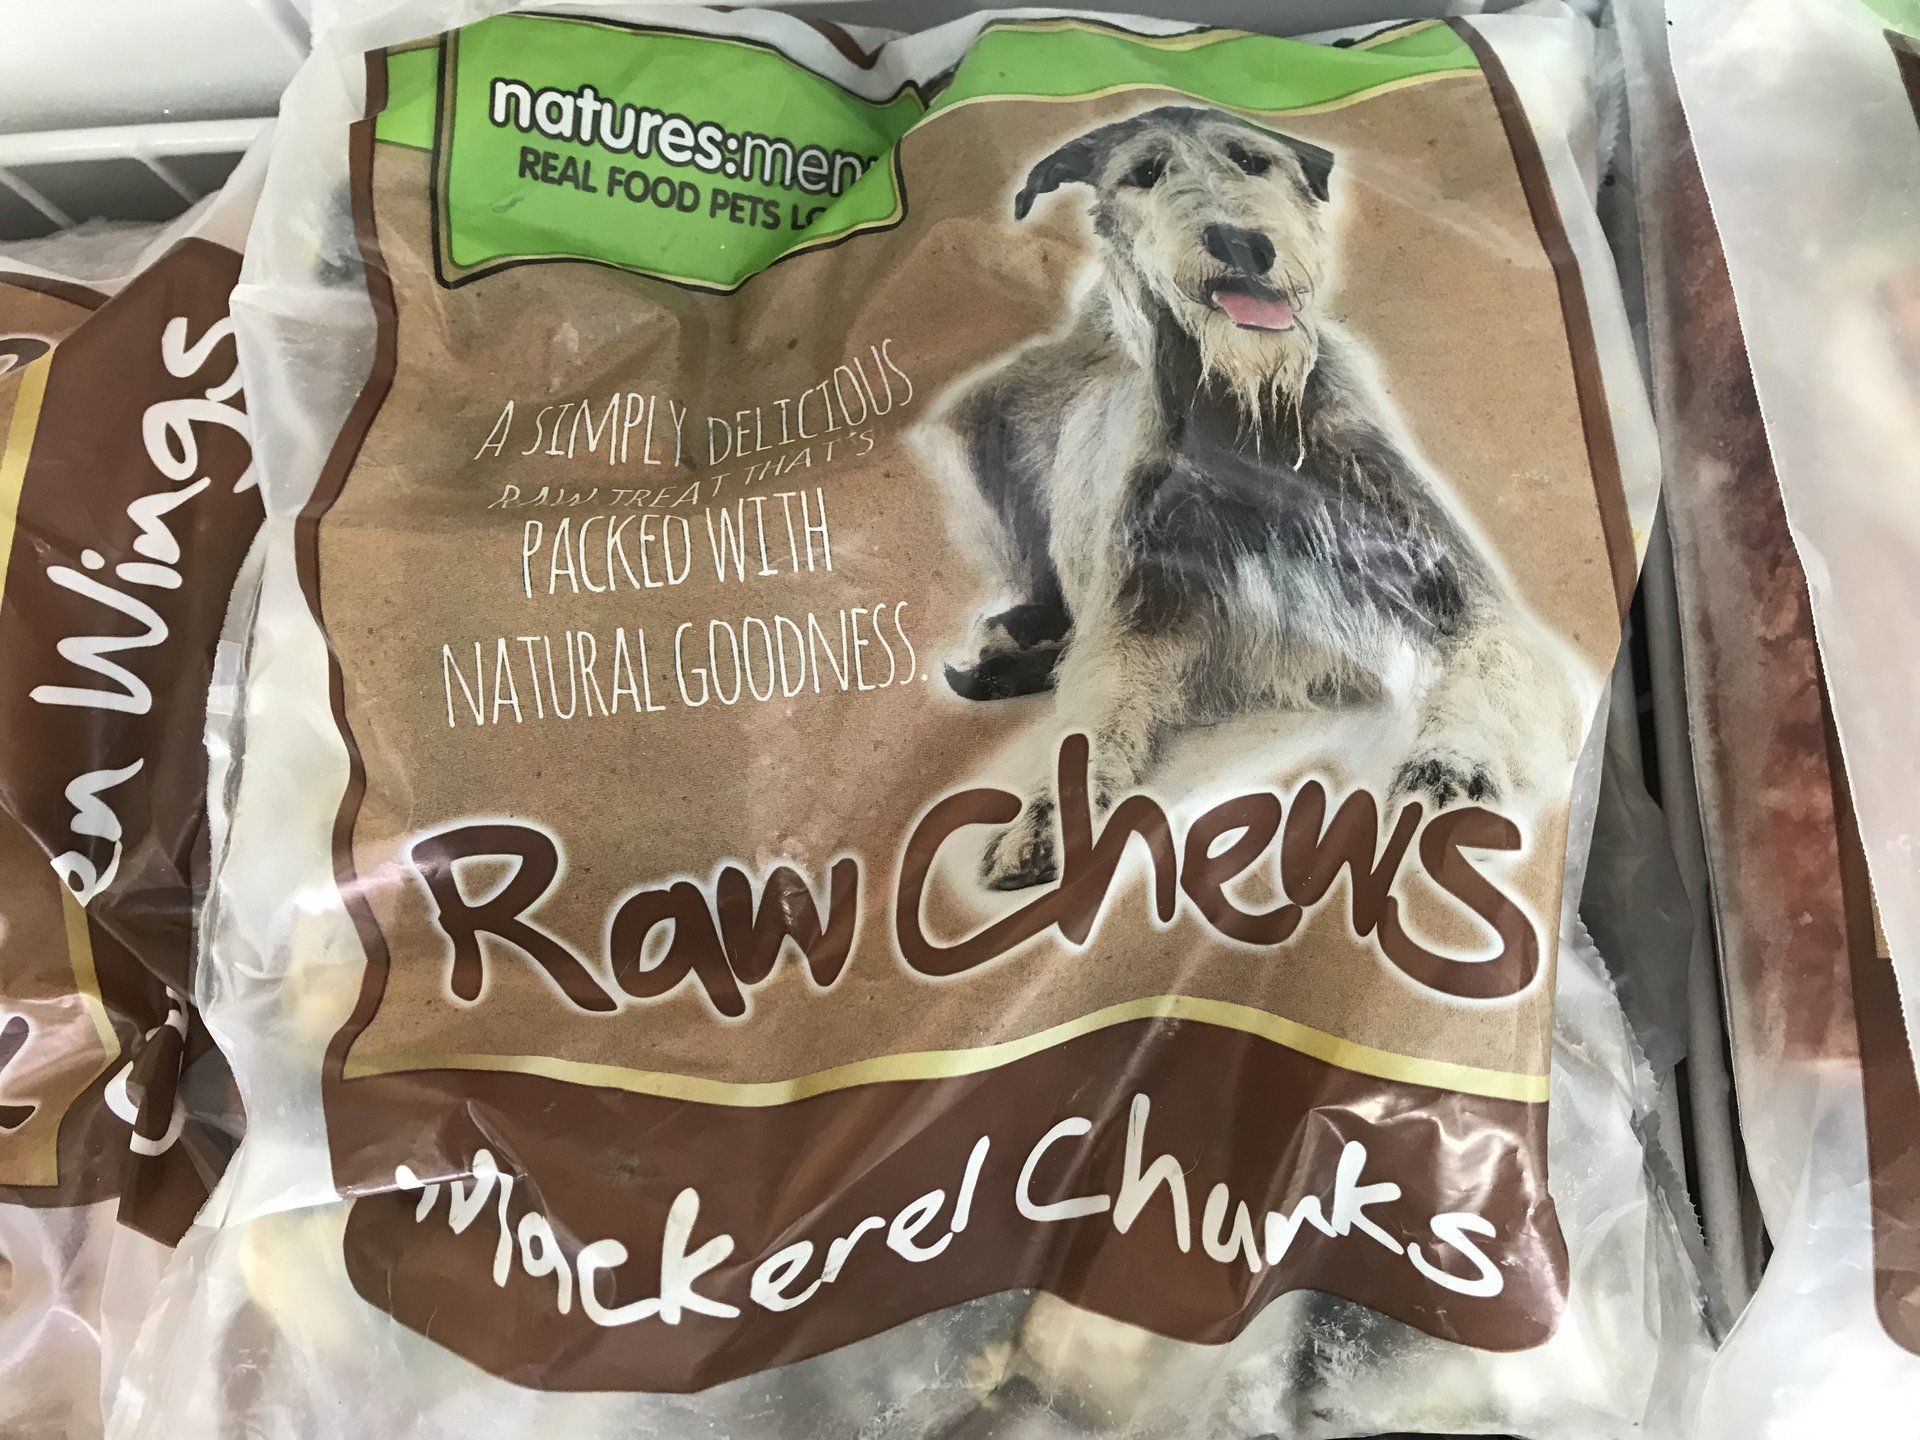 natures:men
REAL FOOD PETS LO
A SIMPLY DELICIOUS
RAW TREAT THAT'S
PACKED WITH
NATURAL GOODNESS.
Raw Chews
Mackerel Chunks
en Wings